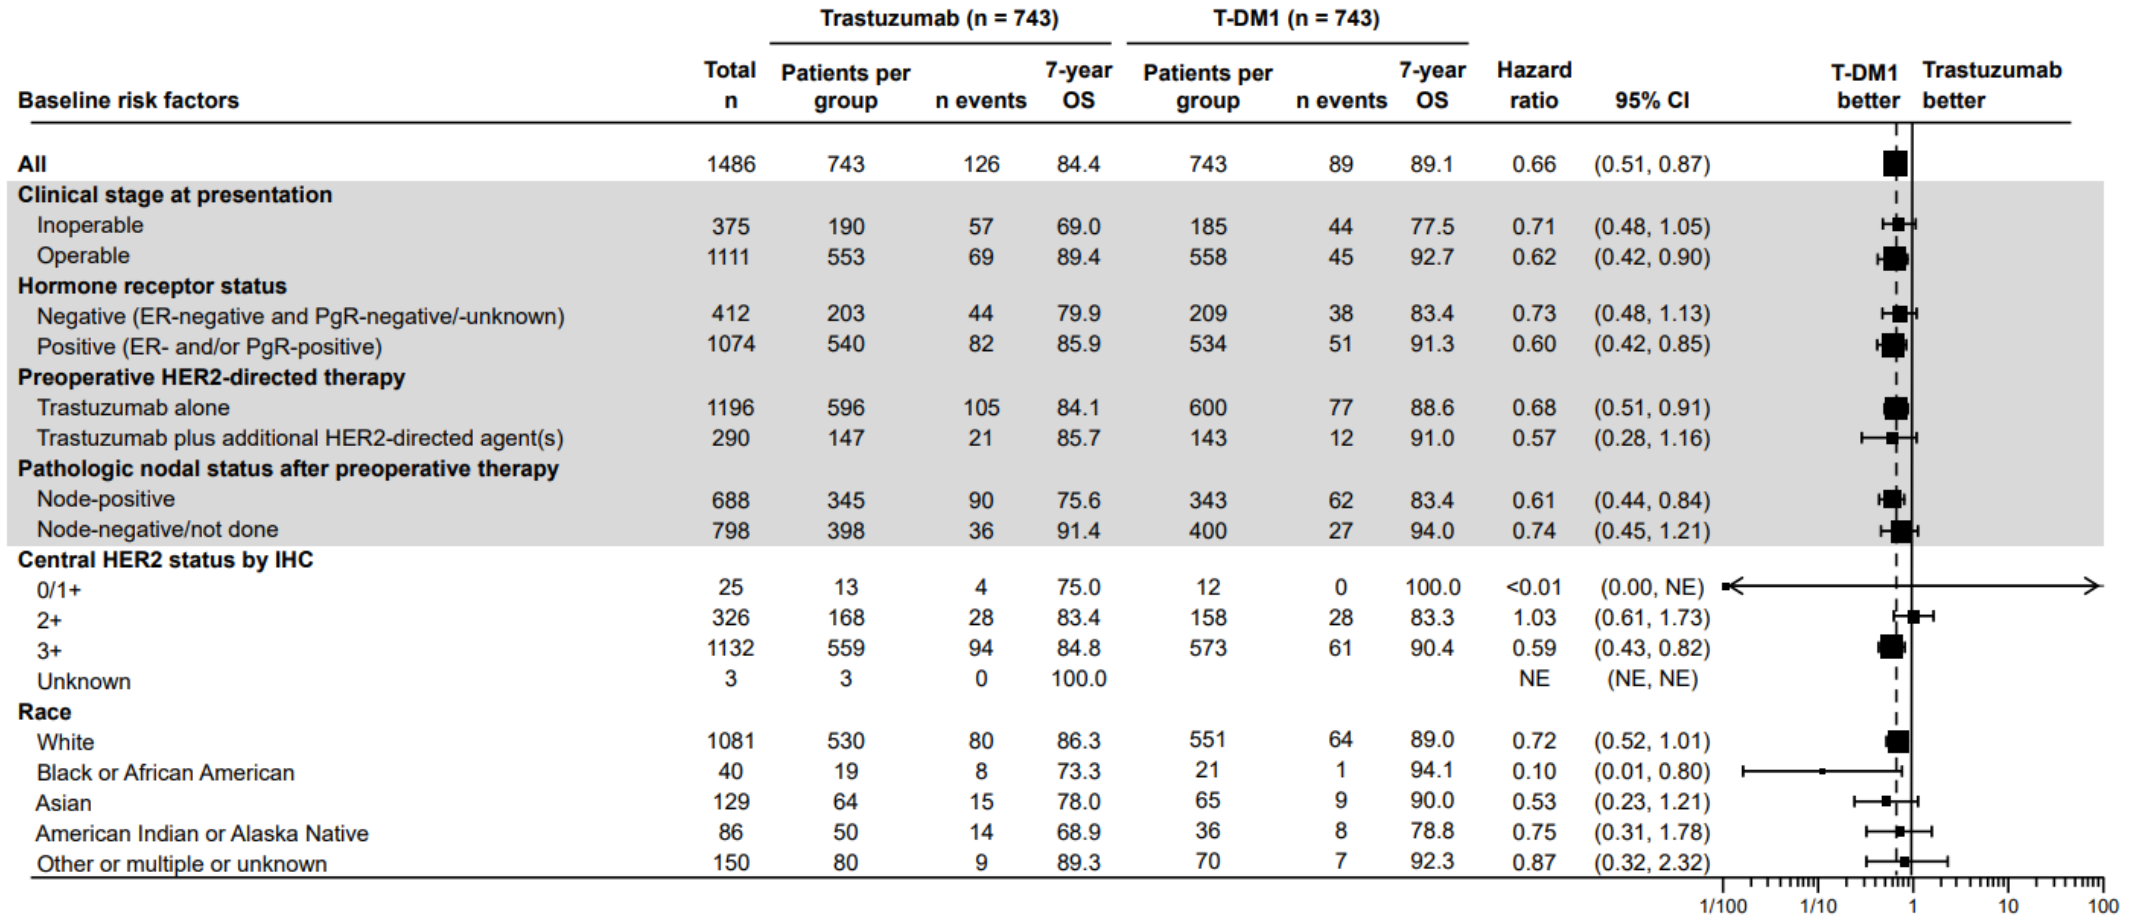 Trastuzumab (n = 743) T-DM1 (n = 743)
Total Patients per 7-year Patients per 7-year Hazard T-DM1 Trastuzumab
Baseline risk factors n group n events OS group n events OS ratio 95% CI better better
All 1486 743 126 84.4 743 89 89.1 0.66 (0.51, 0.87)
Clinical stage at presentation
Inoperable 375 190 57 69.0 185 44 77.5 0.71 (0.48, 1.05)
Operable 1111 553 69 89.4 558 45 92.7 0.62 (0.42, 0.90)
Hormone receptor status
Negative (ER-negative and PgR-negative/-unknown) 412 203 44 79.9 209 38 83.4 0.73 (0.48, 1.13)
Positive (ER- and/or PgR-positive) 1074 540 82 85.9 534 51 91.3 0.60 (0.42, 0.85)
Preoperative HER2-directed therapy
Trastuzumab alone 1196 596 105 84.1 600 77 88.6 0.68 (0.51, 0.91)
Trastuzumab plus additional HER2-directed agent(s) 290 147 21 85.7 143 12 91.0 0.57 (0.28, 1.16)
Pathologic nodal status after preoperative therapy
Node-positive 688 345 90 75.6 343 62 83.4 0.61 (0.44, 0.84)
Node-negative/not done 798 398 36 91.4 400 27 94.0 0.74 (0.45, 1.21)
Central HER2 status by IHC
0/1+ 25 13 4 75.0 12 0 100.0 <0.01 (0.00, NE)
2+ 326 168 28 83.4 158 28 83.3 1.03 (0.61, 1.73)
3+ 1132 559 94 84.8 573 61 90.4 0.59 (0.43, 0.82)
Unknown 3 3 0 100.0 NE (NE, NE)
Race
White 1081 530 80 86.3 551 64 89.0 0.72 (0.52, 1.01)
Black or African American 40 19 8 73.3 21 1 94.1 0.10 (0.01, 0.80)
Asian 129 64 15 78.0 65 9 90.0 0.53 (0.23, 1.21)
American Indian or Alaska Native 86 50 14 68.9 36 8 78.8 0.75 (0.31, 1.78)
Other or multiple or unknown 150 80 9 89.3 70 7 92.3 0.87 (0.32, 2.32)
1/100 1/10 1 10 100